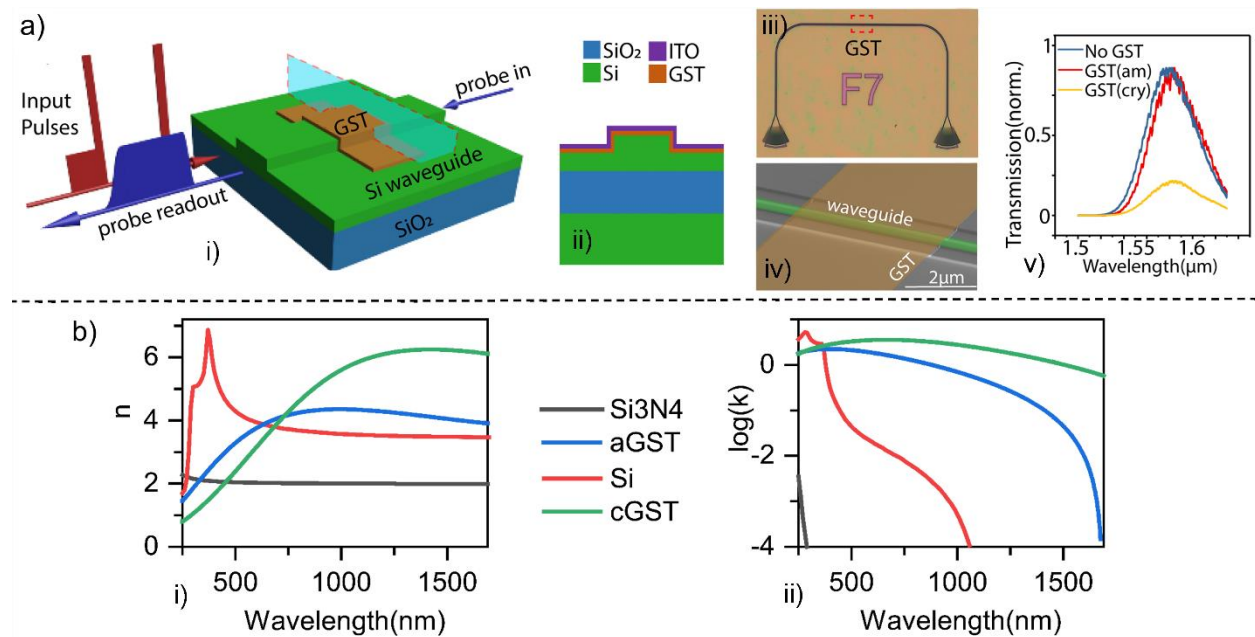 a)
Input
Pulses
GST
probe in
Si waveguide
probe readout
SiO₂
i)
SiO₂
ITO
Si
GST
ii)
iii)
GST
F7
waveguide
GST
iv)
2µm
Transmission(norm.)
1
0.5
0
No GST
GST(am)
GST(cry)
1.5
1.55
1.6
v)
Wavelength(µm)
b)
n
6
4
2
0
500
1000
1500
i)
Wavelength(nm)
Si3N4
aGST
Si
cGST
log(k)
0
-2
-4
500
1000
1500
ii)
Wavelength(nm)